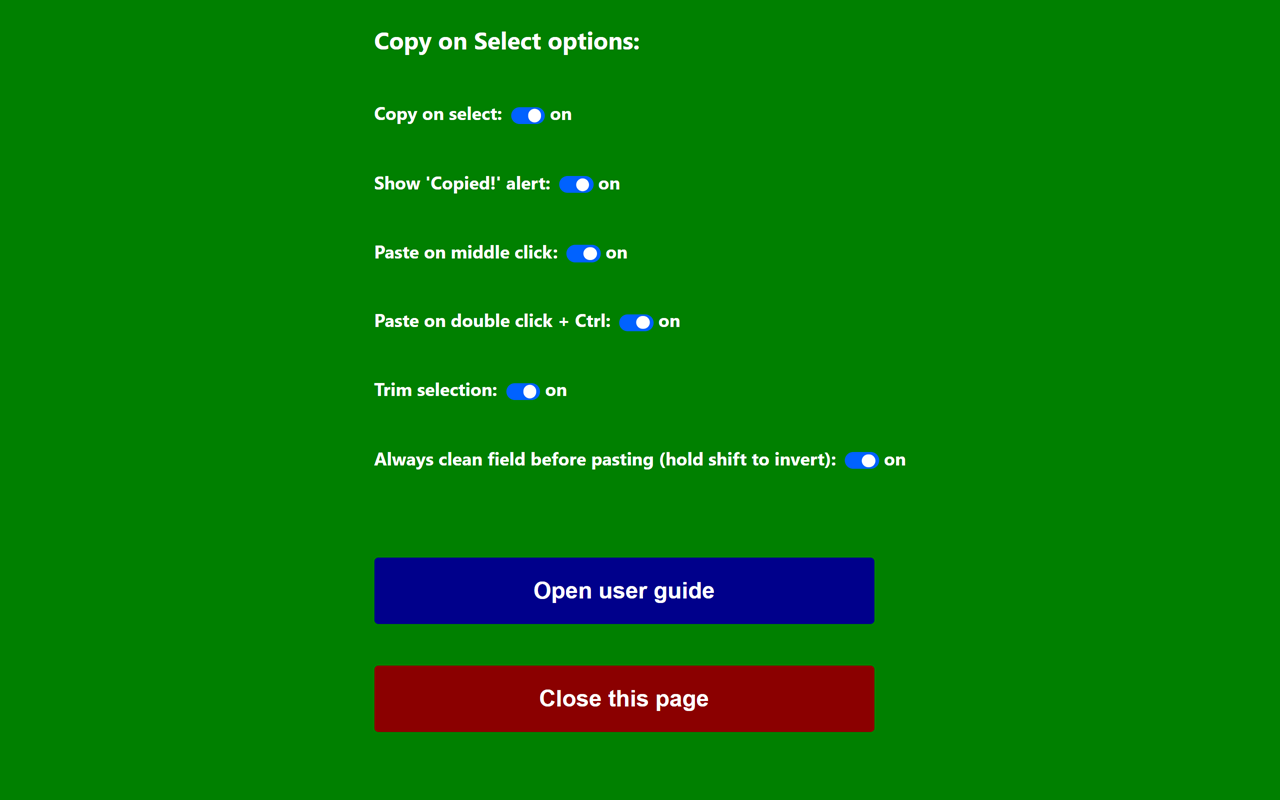 Copy on Select options:
Copy on select: on
Show 'Copied!' alert: on
Paste on middle click: on
Paste on double click + Ctrl: on
Trim selection: on
Always clean field before pasting (hold shift to invert): on
Open user guide
Close this page